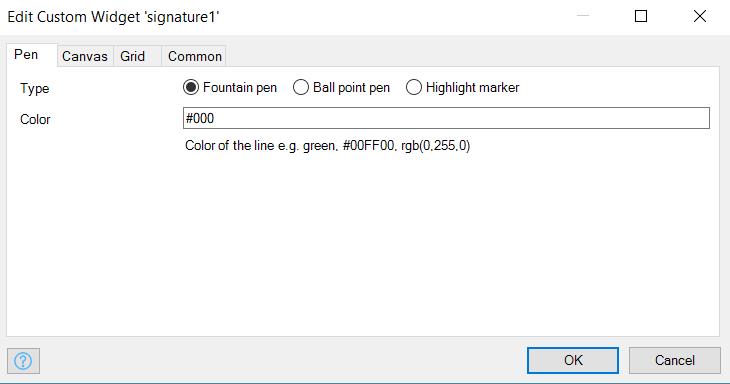 Edit Custom Widget 'signature1'
Pen Canvas Grid Common
Type Fountain pen Ball point pen Highlight marker
Color #000
Color of the line e.g. green, #00FF00, rgb(0,255,0)
? OK Cancel